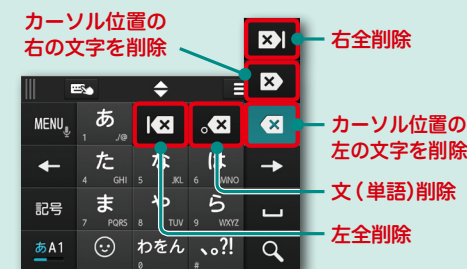 カーソル位置の
右の文字を削除
右全削除
カーソル位置の
左の文字を削除
文(単語)削除
左全削除
MENU
あ
1 ./@
た
4 GHI
な
5 JKL
は
6 MNO
記号
ま
7 PQRS
や
8 TUV
ら
9 WXYZ
あA1
わをん
0
、。?!
#